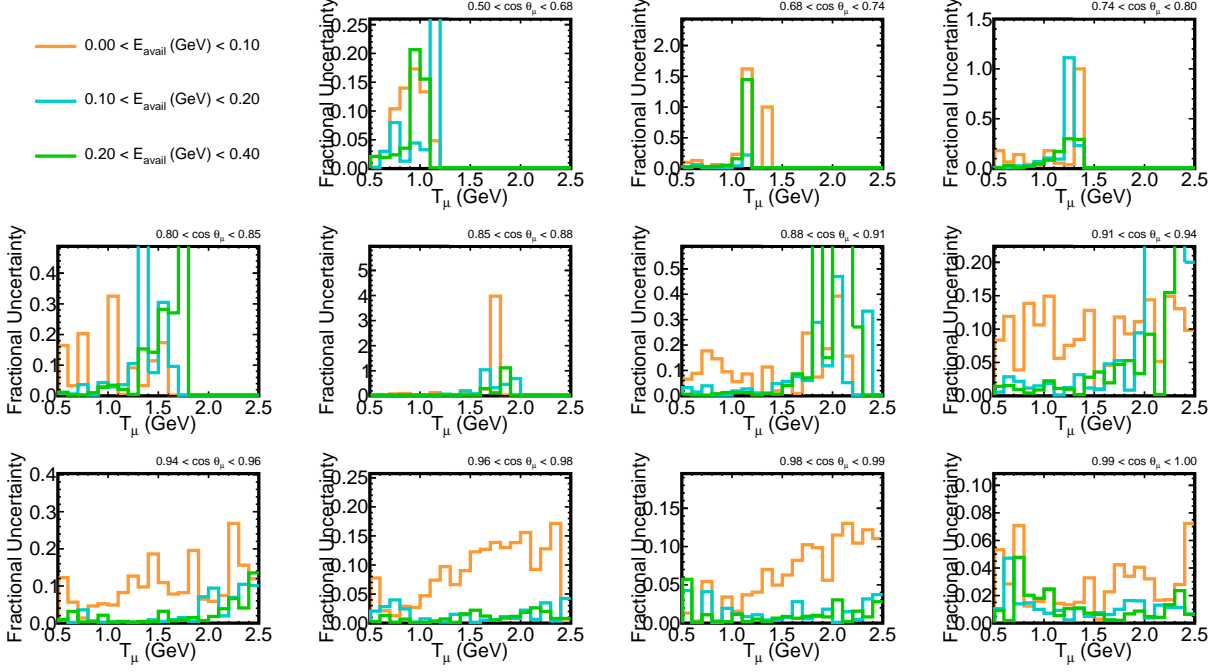 0.00 < E_avail (GeV) < 0.10
0.10 < E_avail (GeV) < 0.20
0.20 < E_avail (GeV) < 0.40
0.50 < cos θ_μ < 0.68
Fractional Uncertainty
0.25
0.20
0.15
0.10
0.05
0.00
0.5 1.0 1.5 2.0 2.5
T_μ (GeV)
0.68 < cos θ_μ < 0.74
Fractional Uncertainty
2.0
1.5
1.0
0.5
0.0
0.5 1.0 1.5 2.0 2.5
T_μ (GeV)
0.74 < cos θ_μ < 0.80
Fractional Uncertainty
1.5
1.0
0.5
0.0
0.5 1.0 1.5 2.0 2.5
T_μ (GeV)
0.80 < cos θ_μ < 0.85
Fractional Uncertainty
0.4
0.3
0.2
0.1
0.0
0.5 1.0 1.5 2.0 2.5
T_μ (GeV)
0.85 < cos θ_μ < 0.88
Fractional Uncertainty
6
5
4
3
2
1
0
0.5 1.0 1.5 2.0 2.5
T_μ (GeV)
0.88 < cos θ_μ < 0.91
Fractional Uncertainty
0.6
0.5
0.4
0.3
0.2
0.1
0.0
0.5 1.0 1.5 2.0 2.5
T_μ (GeV)
0.91 < cos θ_μ < 0.94
Fractional Uncertainty
0.20
0.15
0.10
0.05
0.00
0.5 1.0 1.5 2.0 2.5
T_μ (GeV)
0.94 < cos θ_μ < 0.96
Fractional Uncertainty
0.4
0.3
0.2
0.1
0.0
0.5 1.0 1.5 2.0 2.5
T_μ (GeV)
0.96 < cos θ_μ < 0.98
Fractional Uncertainty
0.25
0.20
0.15
0.10
0.05
0.00
0.5 1.0 1.5 2.0 2.5
T_μ (GeV)
0.98 < cos θ_μ < 0.99
Fractional Uncertainty
0.15
0.10
0.05
0.00
0.5 1.0 1.5 2.0 2.5
T_μ (GeV)
0.99 < cos θ_μ < 1.00
Fractional Uncertainty
0.10
0.08
0.06
0.04
0.02
0.00
0.5 1.0 1.5 2.0 2.5
T_μ (GeV)